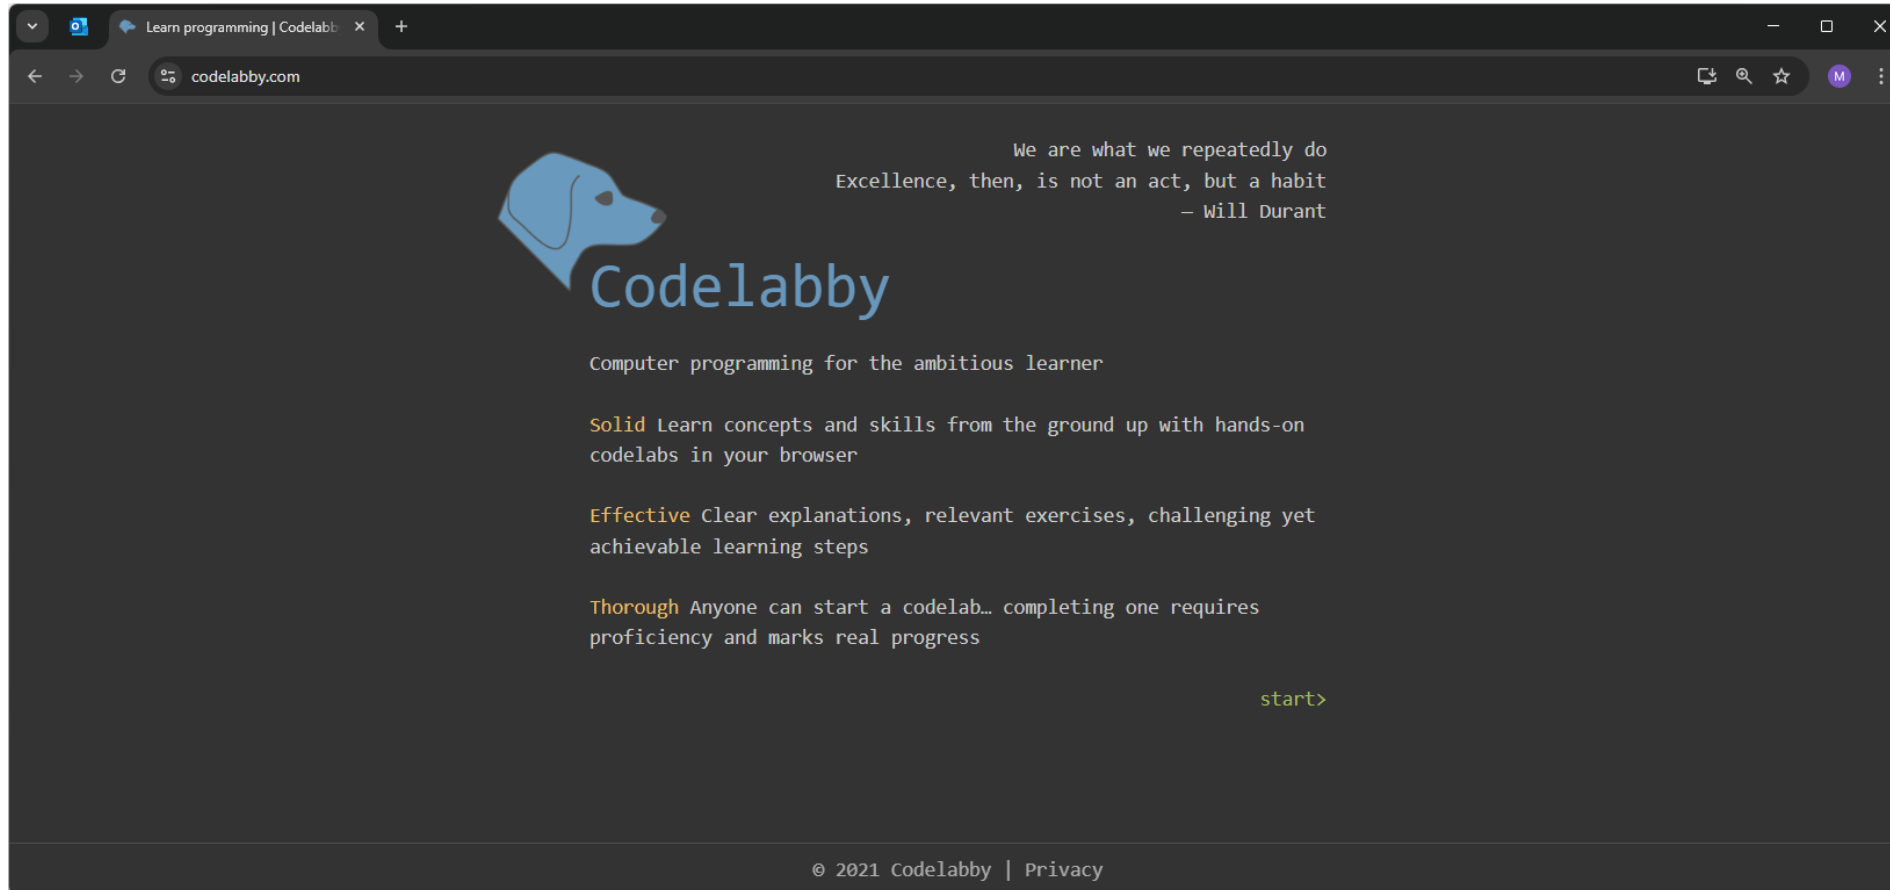 Learn programming | Codelabb
codelabby.com
M
We are what we repeatedly do
Excellence, then, is not an act, but a habit
— Will Durant
Codelabby
Computer programming for the ambitious learner
Solid Learn concepts and skills from the ground up with hands-on
codelabs in your browser
Effective Clear explanations, relevant exercises, challenging yet
achievable learning steps
Thorough Anyone can start a codelab… completing one requires
proficiency and marks real progress
start>
© 2021 Codelabby | Privacy